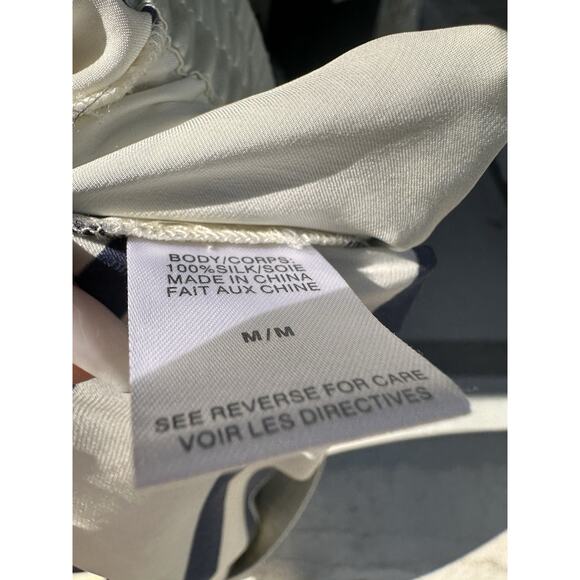 BODY/CORPS:
100%SILK/SOIE
MADE IN CHINA
FAIT AUX CHINE
M/M
SEE REVERSE FOR CARE
VOIR LES DIRECTIVES